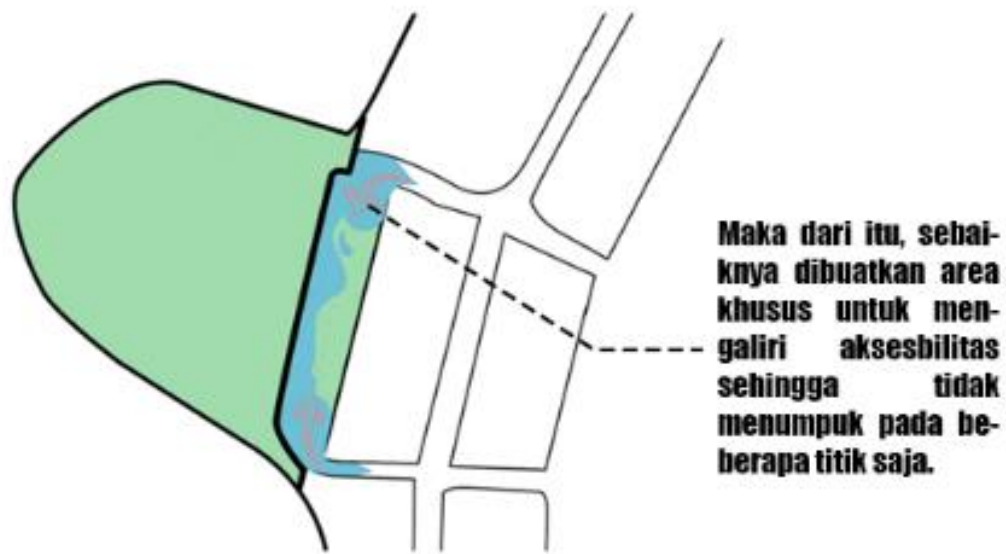 Maka dari itu, sebai-
knya dibuatkan area
khusus untuk men-
galiri aksesbilitas
sehingga tidak
menumpuk pada be-
berapa titik saja.